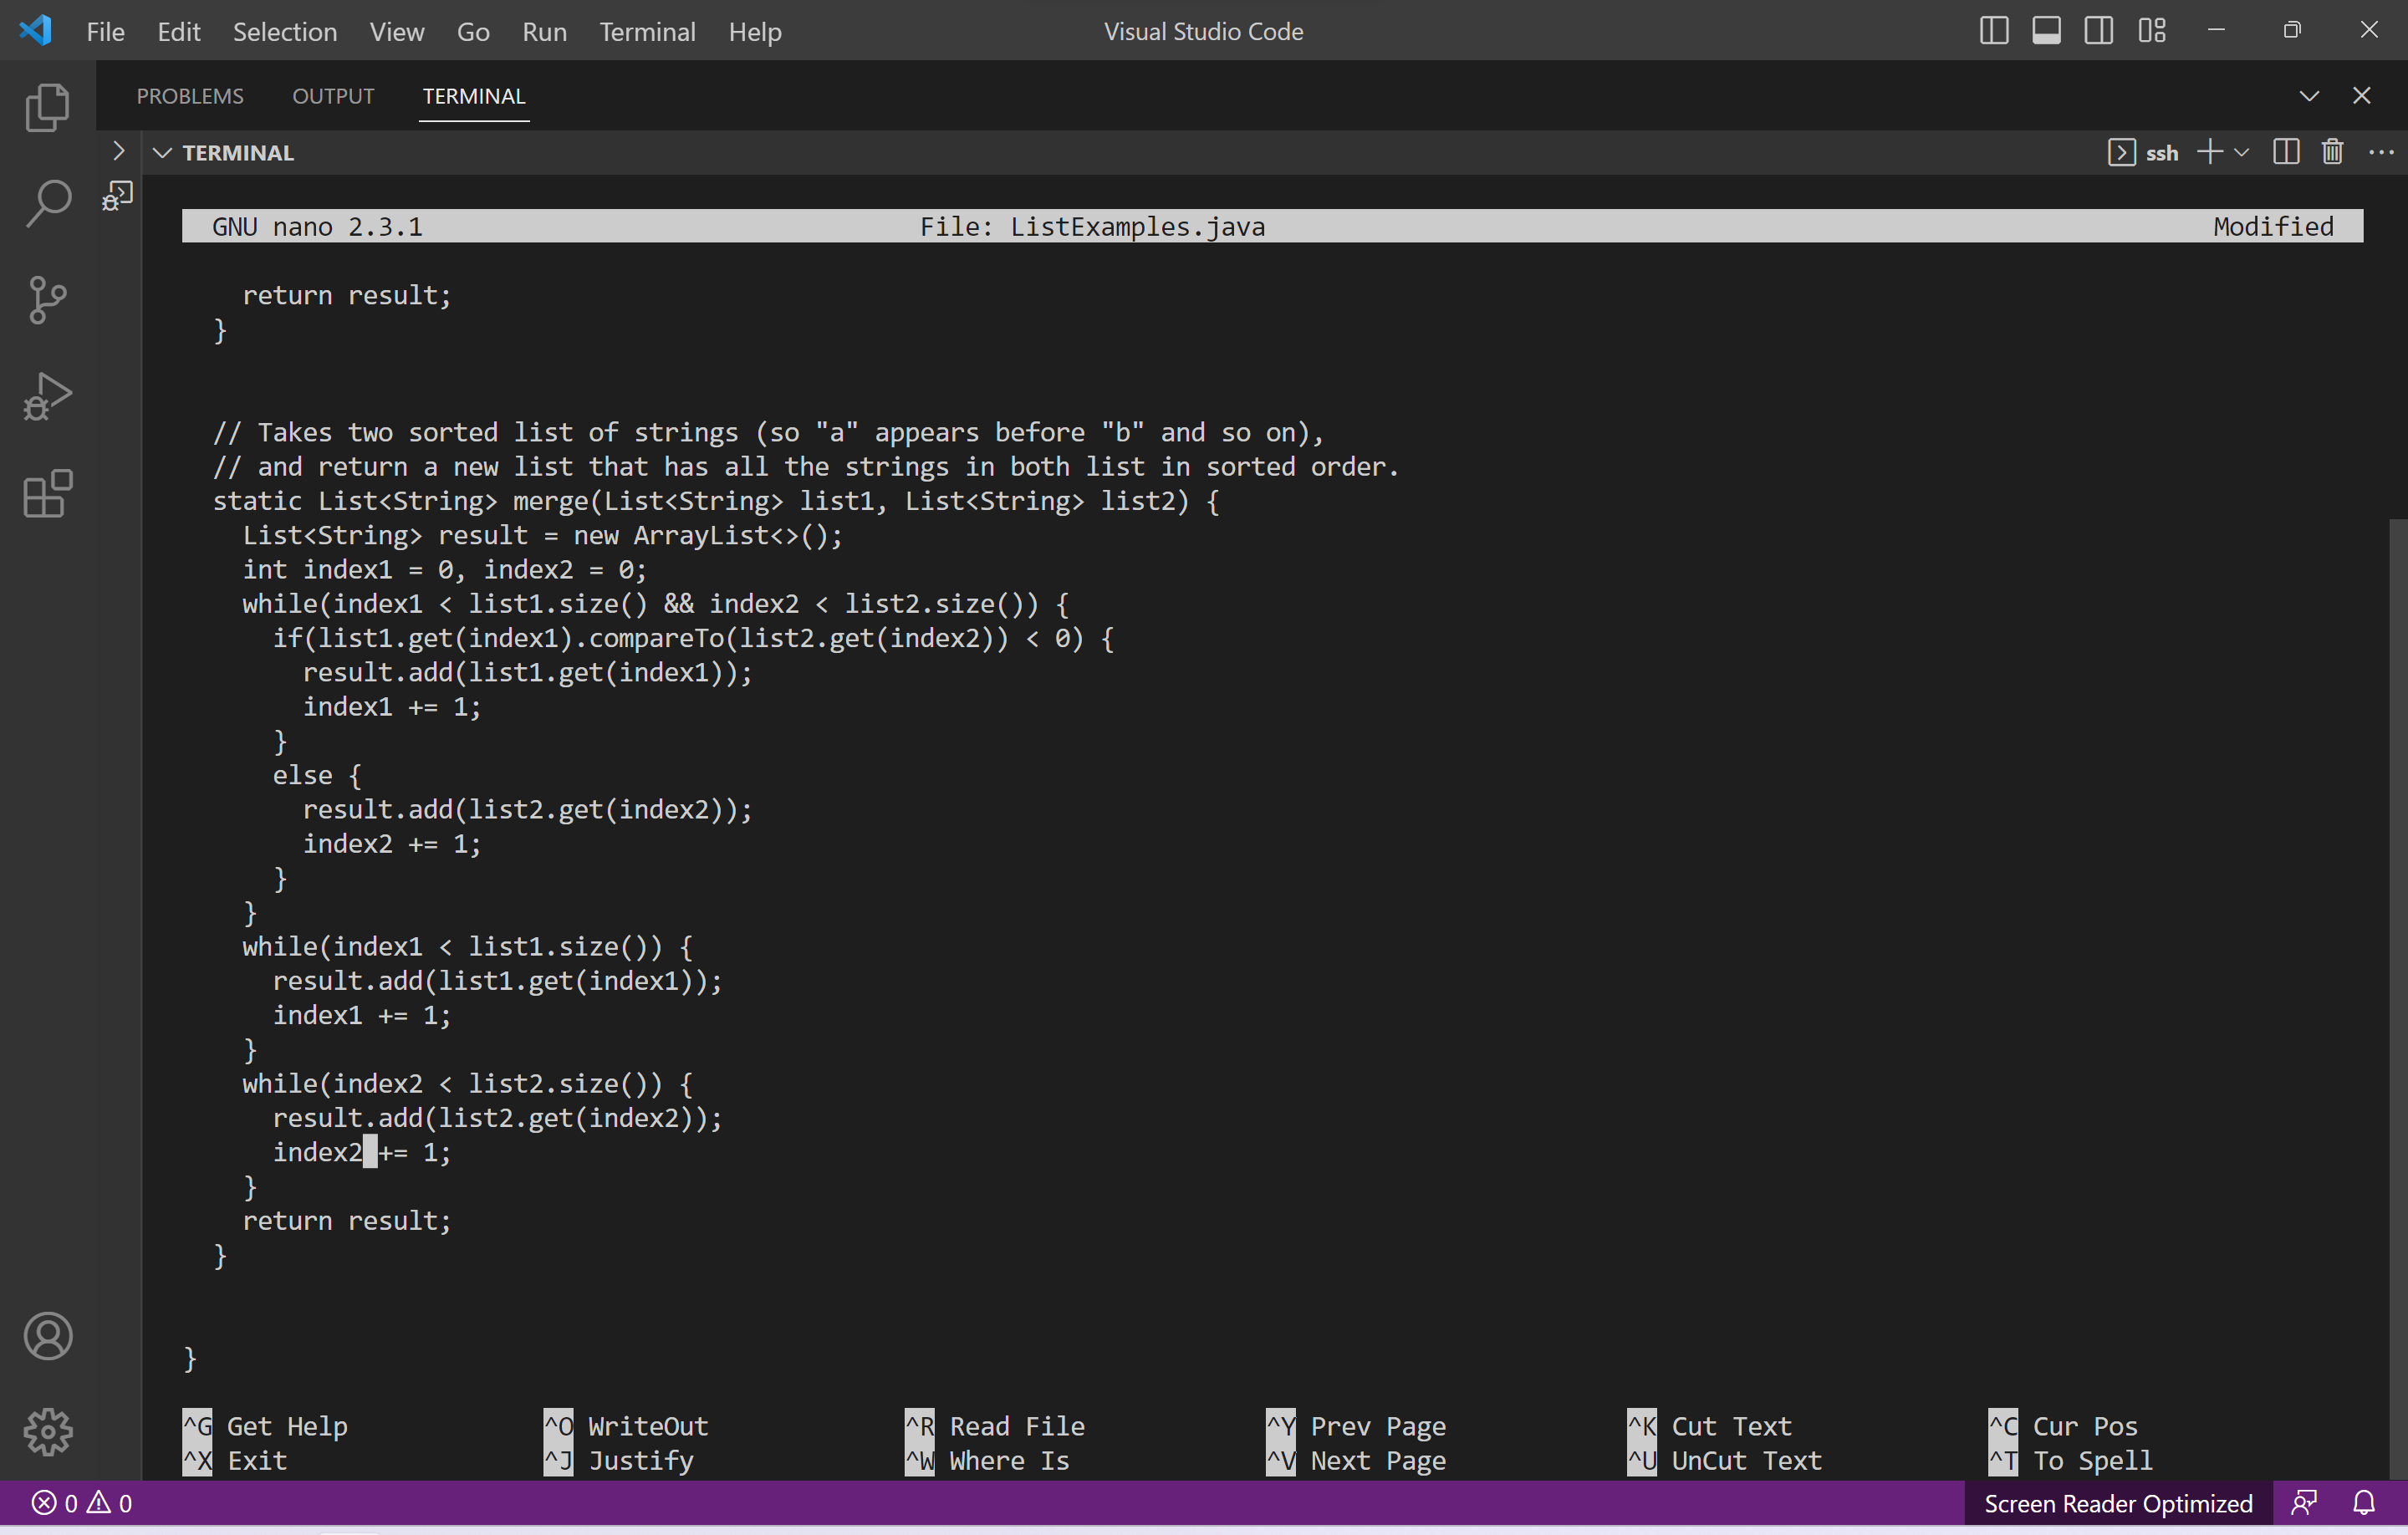 File Edit Selection View Go Run Terminal Help Visual Studio Code
PROBLEMS OUTPUT TERMINAL
TERMINAL ssh
GNU nano 2.3.1 File: ListExamples.java Modified
return result;
}
// Takes two sorted list of strings (so "a" appears before "b" and so on),
// and return a new list that has all the strings in both list in sorted order.
static List<String> merge(List<String> list1, List<String> list2) {
List<String> result = new ArrayList<>();
int index1 = 0, index2 = 0;
while(index1 < list1.size() && index2 < list2.size()) {
if(list1.get(index1).compareTo(list2.get(index2)) < 0) {
result.add(list1.get(index1));
index1 += 1;
}
else {
result.add(list2.get(index2));
index2 += 1;
}
}
while(index1 < list1.size()) {
result.add(list1.get(index1));
index1 += 1;
}
while(index2 < list2.size()) {
result.add(list2.get(index2));
index2 += 1;
}
return result;
}
}
^G Get Help ^O WriteOut ^R Read File ^Y Prev Page ^K Cut Text ^C Cur Pos
^X Exit ^J Justify ^W Where Is ^V Next Page ^U UnCut Text ^T To Spell
0 0 Screen Reader Optimized